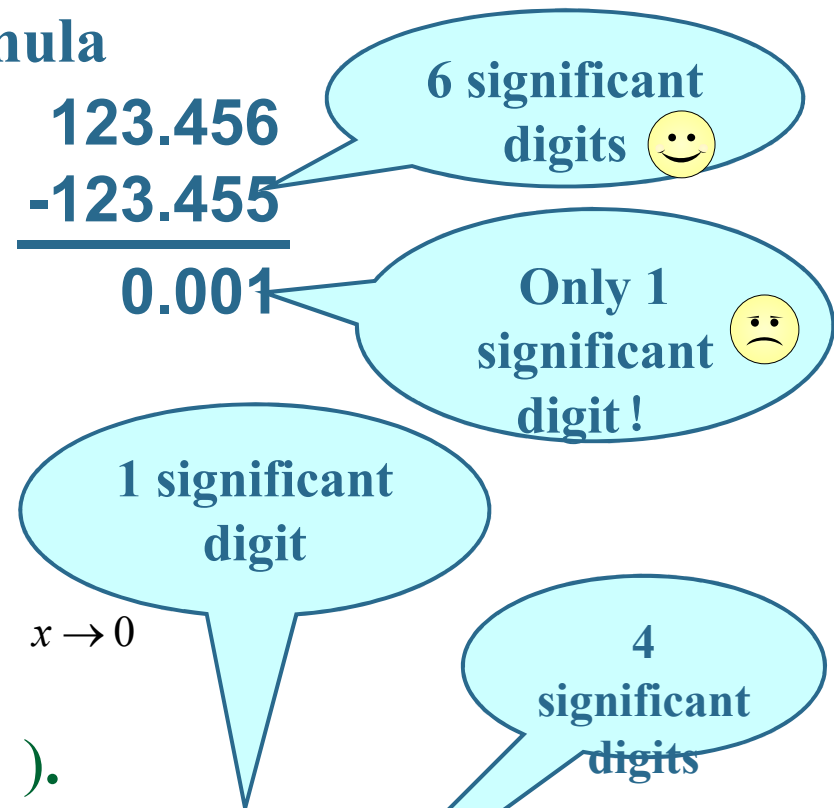 6 significant
digits
123.456
-123.455
0.001
Only 1
significant
digit!
1 significant
digit
x → 0
4
significant
digits
).